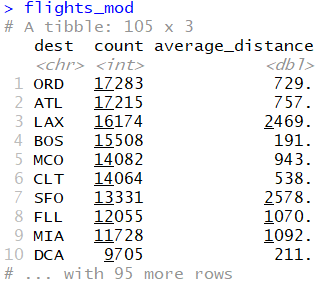 > flights_mod
# A tibble: 105 x 3
dest count average_distance
<chr> <int> <dbl>
1 ORD 17283 729.
2 ATL 17215 757.
3 LAX 16174 2469.
4 BOS 15508 191.
5 MCO 14082 943.
6 CLT 14064 538.
7 SFO 13331 2578.
8 FLL 12055 1070.
9 MIA 11728 1092.
10 DCA 9705 211.
# ... with 95 more rows